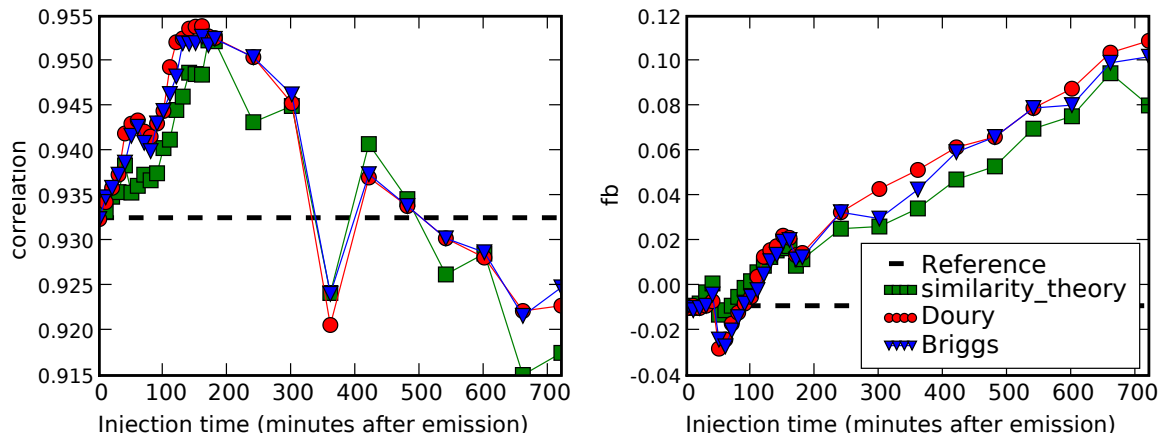 0.955
0.950
0.945
0.940
0.935
0.930
0.925
0.920
0.915
correlation
0 100 200 300 400 500 600 700
Injection time (minutes after emission)
0.12
0.10
0.08
0.06
0.04
0.02
0.00
-0.02
-0.04
fb
0 100 200 300 400 500 600 700
Injection time (minutes after emission)
Reference
similarity_theory
Doury
Briggs